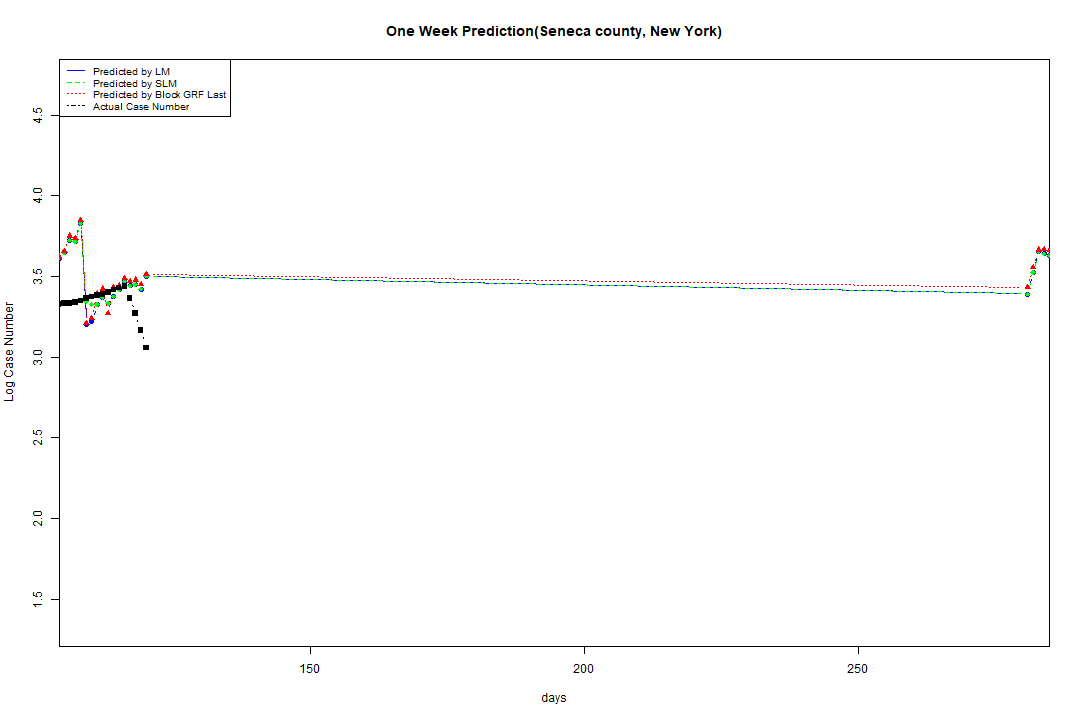 One Week Prediction(Seneca county, New York)
Predicted by LM
Predicted by SLM
Predicted by Block GRF Last
Actual Case Number
4.5
4.0
3.5
3.0
2.5
2.0
1.5
Log Case Number
150 200 250
days